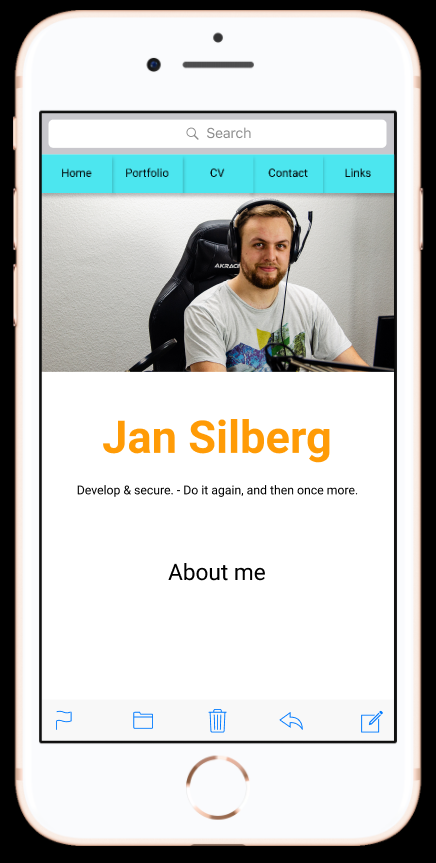 Search
Home Portfolio CV Contact Links
AKRACING
Jan Silberg
Develop & secure. - Do it again, and then once more.
About me